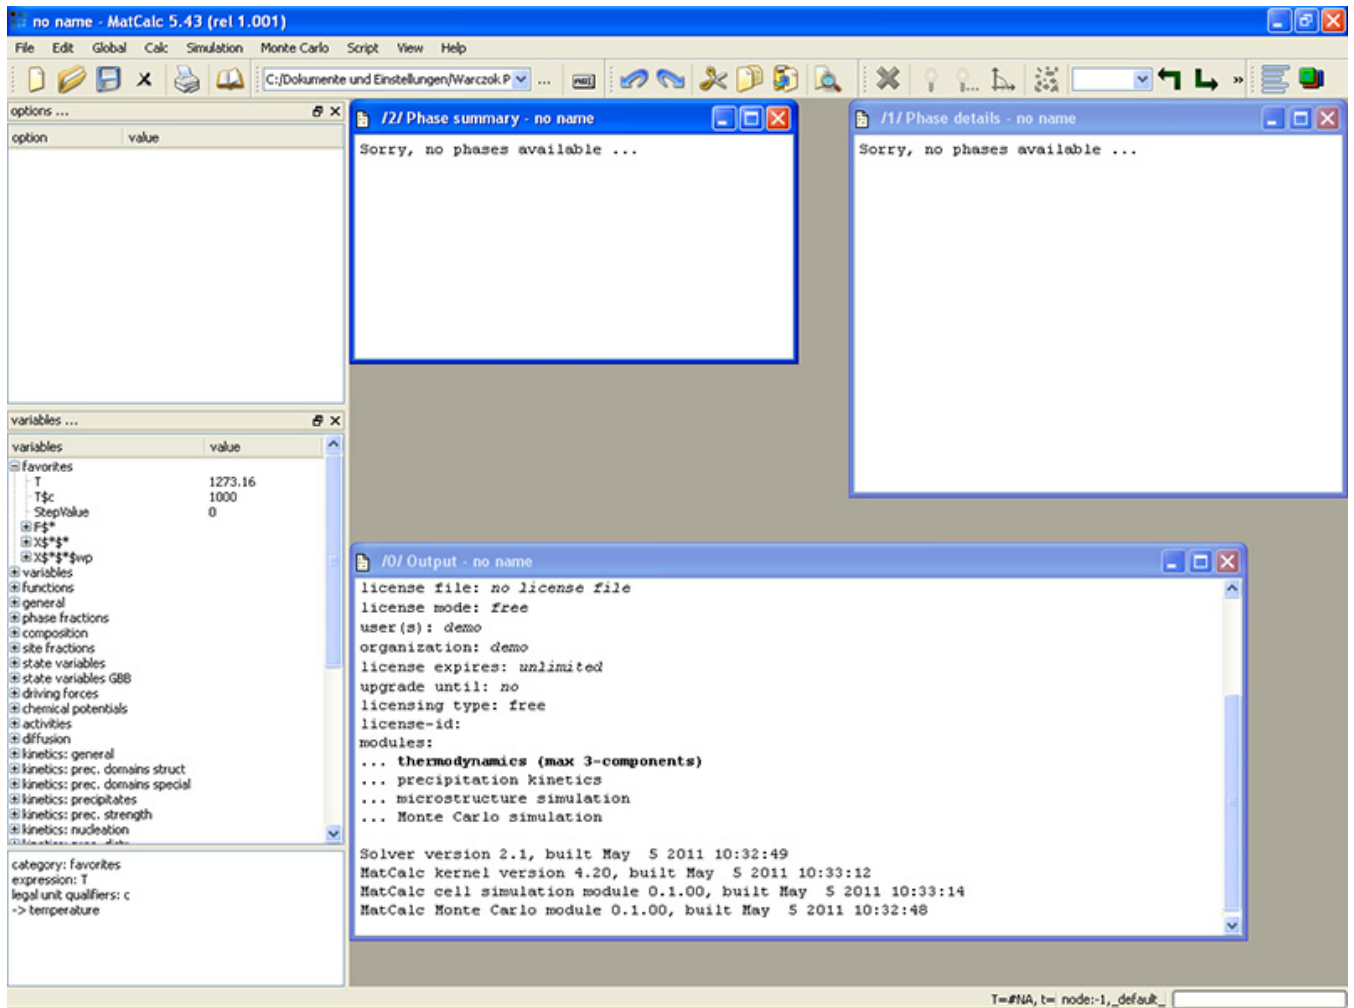 no name - MatCalc 5.43 (rel 1.001)
File Edit Global Calc Simulation Monte Carlo Script View Help
C:/Dokumente und Einstellungen/Warczok P ...
options ...
option value
/2/ Phase summary - no name
Sorry, no phases available ...
/1/ Phase details - no name
Sorry, no phases available ...
variables ...
variables value
favorites
T 1273.16
T$c 1000
StepValue 0
F$*
X$*$*
X$*$*$wp
variables
functions
general
phase fractions
composition
site fractions
state variables
state variables GBB
driving forces
chemical potentials
activities
diffusion
kinetics: general
kinetics: prec. domains struct
kinetics: prec. domains special
kinetics: precipitates
kinetics: prec. strength
kinetics: nucleation
category: favorites
expression: T
legal unit qualifiers: c
-> temperature
/0/ Output - no name
license file: no license file
license mode: free
user(s): demo
organization: demo
license expires: unlimited
upgrade until: no
licensing type: free
license-id:
modules:
... thermodynamics (max 3-components)
... precipitation kinetics
... microstructure simulation
... Monte Carlo simulation
Solver version 2.1, built May 5 2011 10:32:49
MatCalc kernel version 4.20, built May 5 2011 10:33:12
MatCalc cell simulation module 0.1.00, built May 5 2011 10:33:14
MatCalc Monte Carlo module 0.1.00, built May 5 2011 10:32:48
T=#NA, t= node:-1,_default_